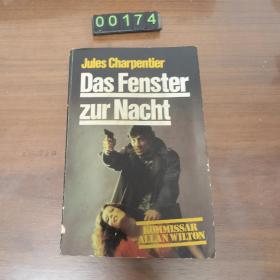 00174
Jules Charpentier
Das Fenster
zur Nacht
KOMMISSAR
ALLAN WILTON